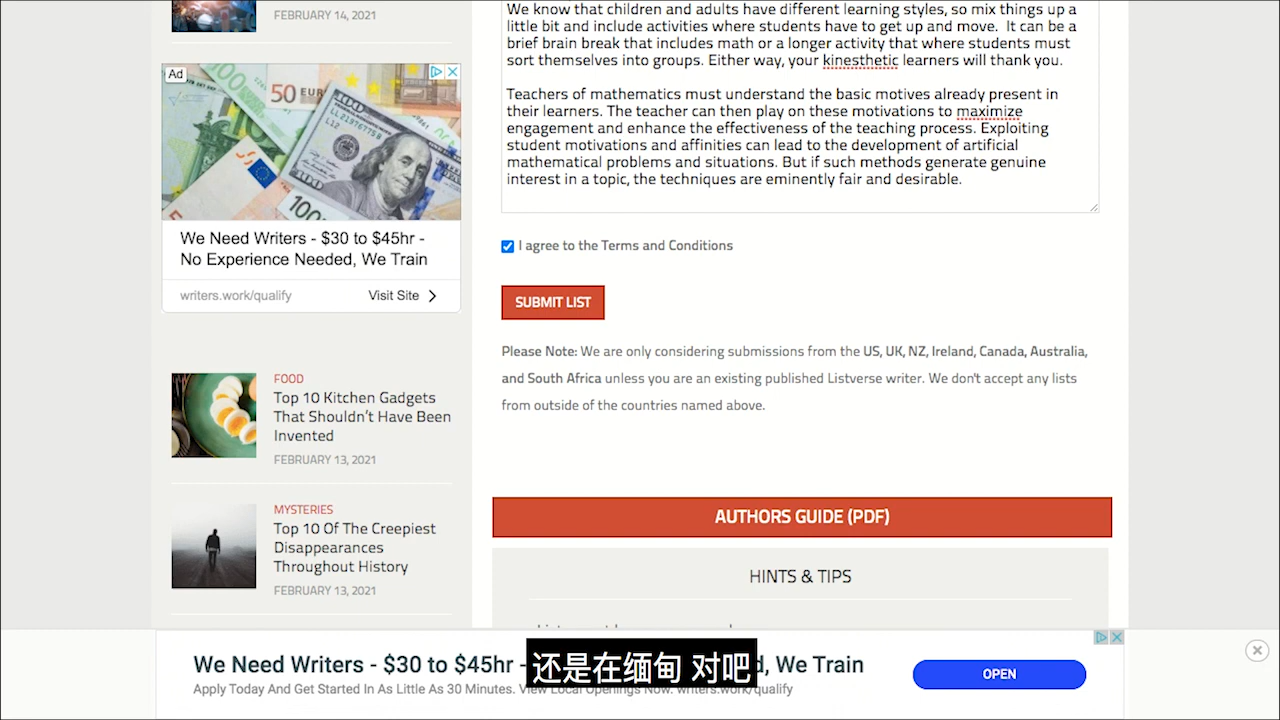 FEBRUARY 14, 2021
Ad
We Need Writers - $30 to $45hr -
No Experience Needed, We Train
writers.work/qualify
Visit Site
FOOD
Top 10 Kitchen Gadgets
That Shouldn't Have Been
Invented
FEBRUARY 13, 2021
MYSTERIES
Top 10 Of The Creepiest
Disappearances
Throughout History
FEBRUARY 13, 2021
We know that children and adults have different learning styles, so mix things up a
little bit and include activities where students have to get up and move. It can be a
brief brain break that includes math or a longer activity that where students must
sort themselves into groups. Either way, your kinesthetic learners will thank you.
Teachers of mathematics must understand the basic motives already present in
their learners. The teacher can then play on these motivations to maximize
engagement and enhance the effectiveness of the teaching process. Exploiting
student motivations and affinities can lead to the development of artificial
mathematical problems and situations. But if such methods generate genuine
interest in a topic, the techniques are eminently fair and desirable.
I agree to the Terms and Conditions
SUBMIT LIST
Please Note: We are only considering submissions from the US, UK, NZ, Ireland, Canada, Australia,
and South Africa unless you are an existing published Listverse writer. We don't accept any lists
from outside of the countries named above.
AUTHORS GUIDE (PDF)
HINTS & TIPS
We Need Writers - $30 to $45hr - d, We Train
Apply Today And Get Started In As Little As 30 Minutes. View Local Openings Now. writers.work/qualify
OPEN
还是在缅甸 对吧